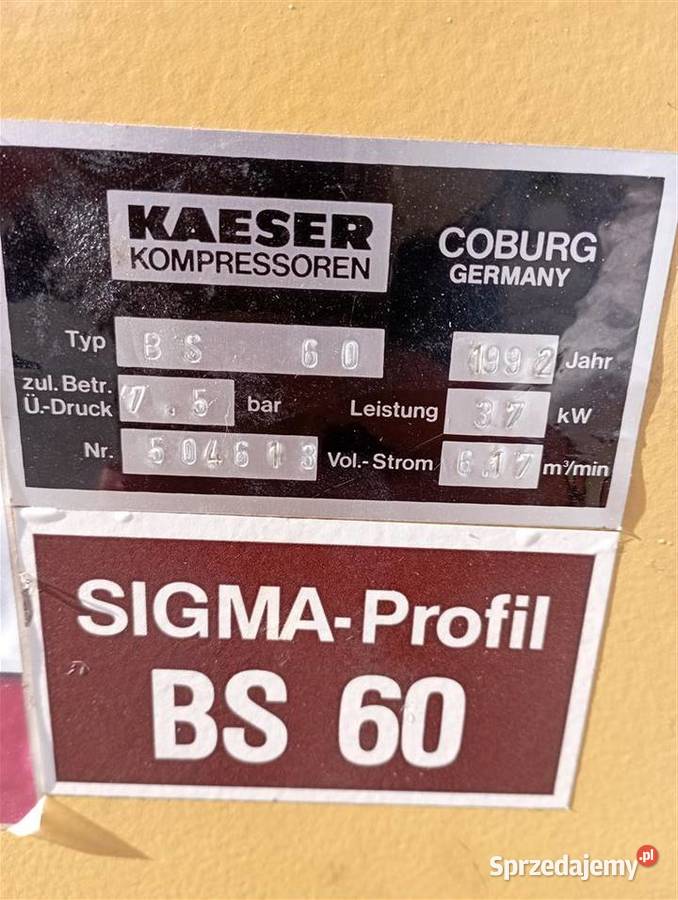 KAESER
KOMPRESSOREN
COBURG
GERMANY
Typ BS 60 1992 Jahr
zul. Betr.
Ü.-Druck 7.5 bar Leistung 37 kW
Nr. 504613 Vol.-Strom 6.17 m³/min
SIGMA-Profil
BS 60
Sprzedajemy.pl